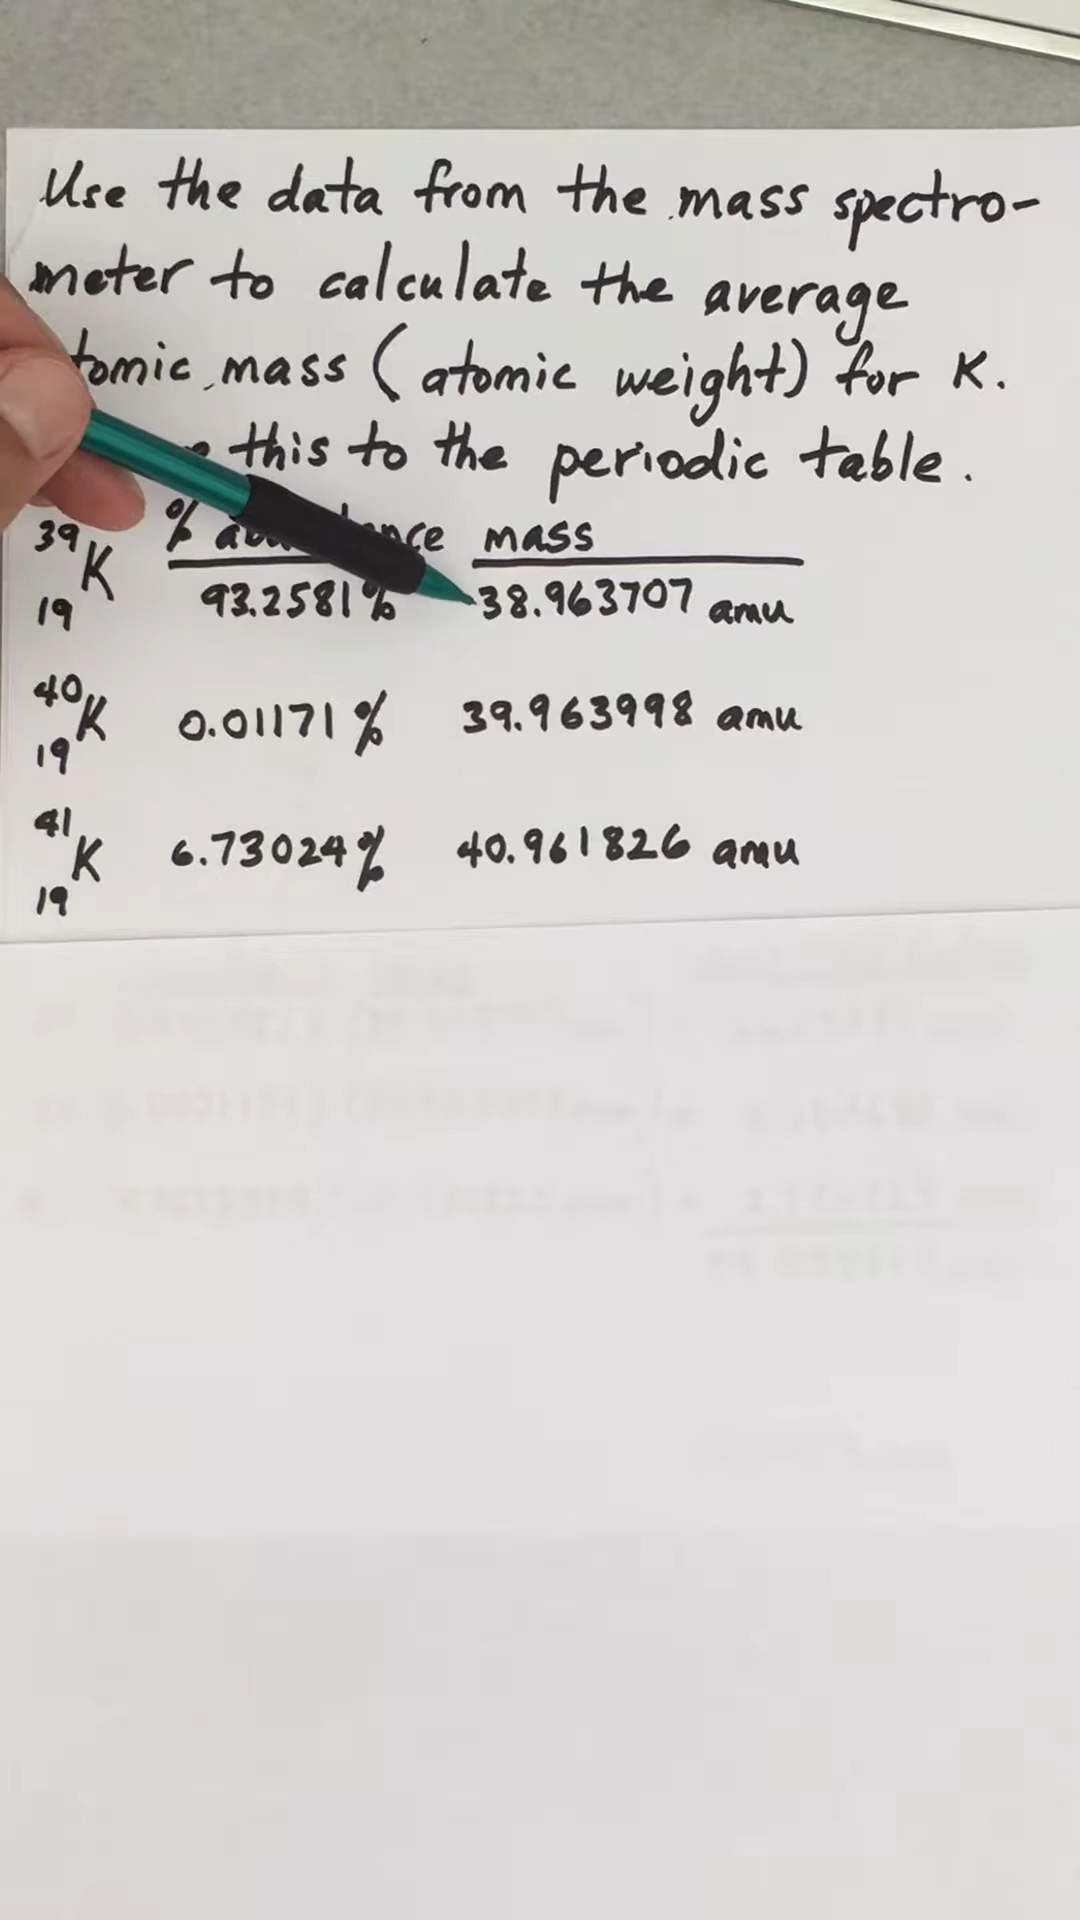 Use the data from the mass spectro-
meter to calculate the average
tomic mass (atomic weight) for K.
this to the periodic table.
39 K 19 % mass
93.2581% 38.963707 amu
40 K 19 0.01171% 39.963998 amu
41 K 19 6.73024% 40.961826 amu